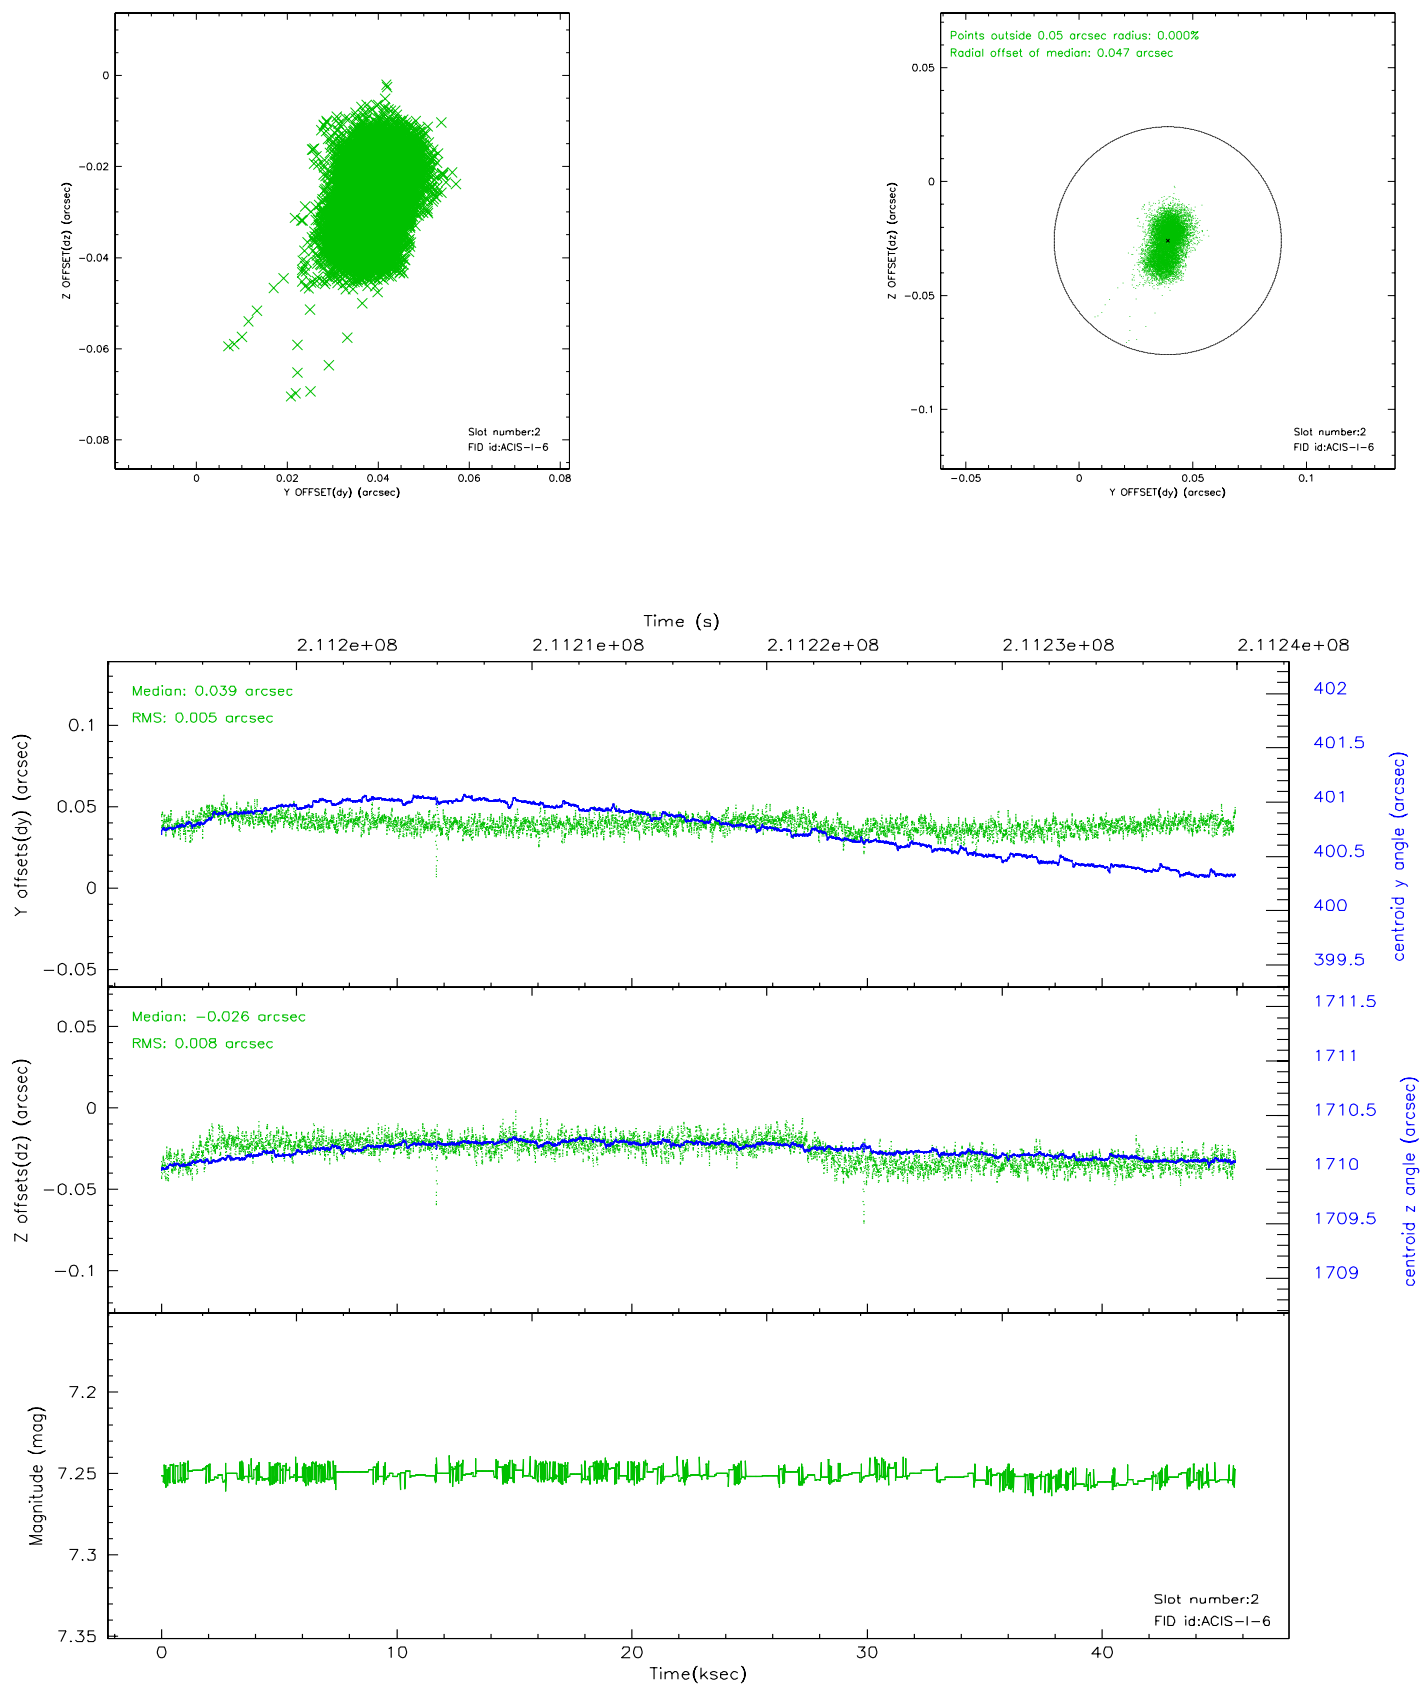 0
−0.02
−0.04
−0.06
−0.08
Z OFFSET(dz) (arcsec)
Slot number:2
FID id:ACIS−I−6
0
0.02
0.04
0.06
0.08
Y OFFSET(dy) (arcsec)
Points outside 0.05 arcsec radius: 0.000%
Radial offset of median: 0.047 arcsec
0.05
0
−0.05
−0.1
Z OFFSET(dz) (arcsec)
Slot number:2
FID id:ACIS−I−6
−0.05
0
0.05
0.1
Y OFFSET(dy) (arcsec)
Time (s)
2.112e+08
2.1121e+08
2.1122e+08
2.1123e+08
2.1124e+08
Median: 0.039 arcsec
RMS: 0.005 arcsec
0.1
0.05
0
−0.05
Y offsets(dy) (arcsec)
402
401.5
401
400.5
400
399.5
centroid y angle (arcsec)
Median: −0.026 arcsec
RMS: 0.008 arcsec
0.05
0
−0.05
−0.1
Z offsets(dz) (arcsec)
1711.5
1711
1710.5
1710
1709.5
1709
centroid z angle (arcsec)
7.2
7.25
7.3
7.35
Magnitude (mag)
Slot number:2
FID id:ACIS−I−6
0
10
20
30
40
Time(ksec)